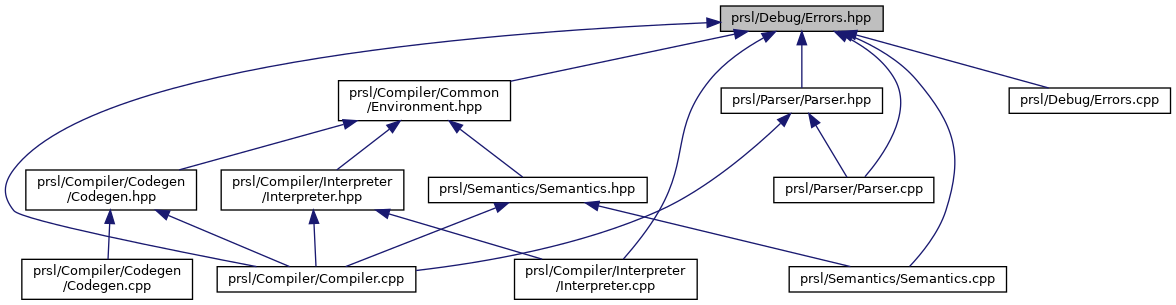 prsl/Debug/Errors.hpp
prsl/Compiler/Common
/Environment.hpp
prsl/Parser/Parser.hpp
prsl/Debug/Errors.cpp
prsl/Compiler/Codegen
/Codegen.hpp
prsl/Compiler/Interpreter
/Interpreter.hpp
prsl/Semantics/Semantics.hpp
prsl/Parser/Parser.cpp
prsl/Compiler/Codegen
/Codegen.cpp
prsl/Compiler/Compiler.cpp
prsl/Compiler/Interpreter
/Interpreter.cpp
prsl/Semantics/Semantics.cpp